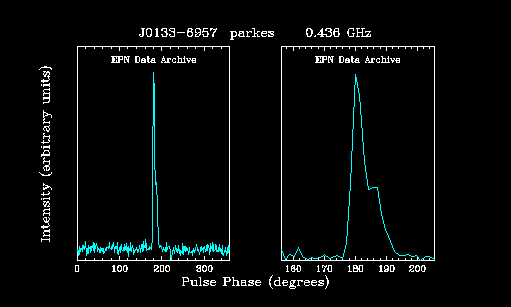 J0133-6957 parkes 0.436 GHz
EPN Data Archive EPN Data Archive
Intensity (arbitrary units)
0 100 200 300 160 170 180 190 200
Pulse Phase (degrees)